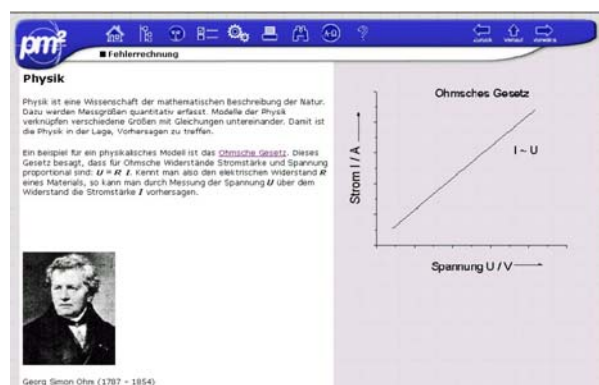 pm²
zurück Verlauf vorwärts
Fehlerrechnung
Physik
Physik ist eine Wissenschaft der mathematischen Beschreibung der Natur.
Dazu werden Messgrößen quantitativ erfasst. Modelle der Physik
verknüpfen verschiedene Größen mit Gleichungen untereinander. Damit ist
die Physik in der Lage, Vorhersagen zu treffen.
Ein Beispiel für ein physikalisches Modell ist das Ohmsche Gesetz. Dieses
Gesetz besagt, dass für Ohmsche Widerstände Stromstärke und Spannung
proportional sind: U = R I. Kennt man also den elektrischen Widerstand R
eines Materials, so kann man durch Messung der Spannung U über dem
Widerstand die Stromstärke I vorhersagen.
Georg Simon Ohm (1787 - 1854)
Ohmsches Gesetz
I ~ U
Strom I / A
Spannung U / V